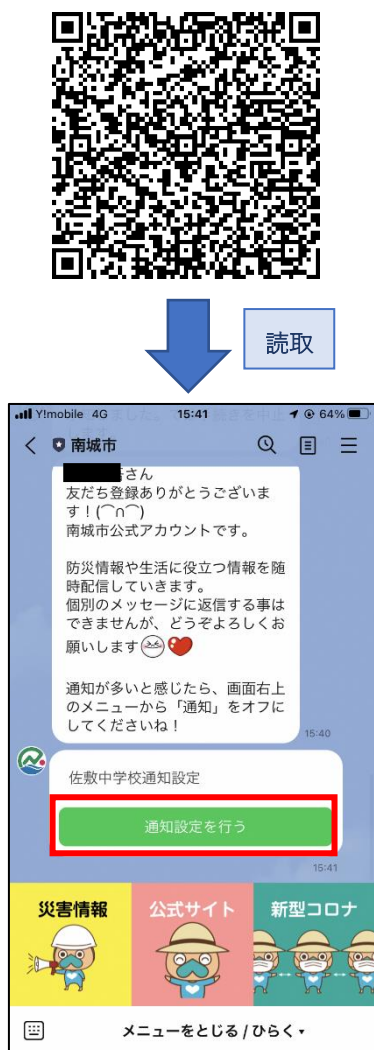 読取
Y!mobile 4G 15:41 64%
南城市
さん
友だち登録ありがとうございま
す！(⌒∩⌒)
南城市公式アカウントです。
防災情報や生活に役立つ情報を随
時配信していきます。
個別のメッセージに返信する事は
できませんが、どうぞよろしくお
願いします
通知が多いと感じたら、画面右上
のメニューから「通知」をオフに
してくださいね！
15:40
佐敷中学校通知設定
通知設定を行う
15:41
災害情報
公式サイト
新型コロナ
メニューをとじる / ひらく▾